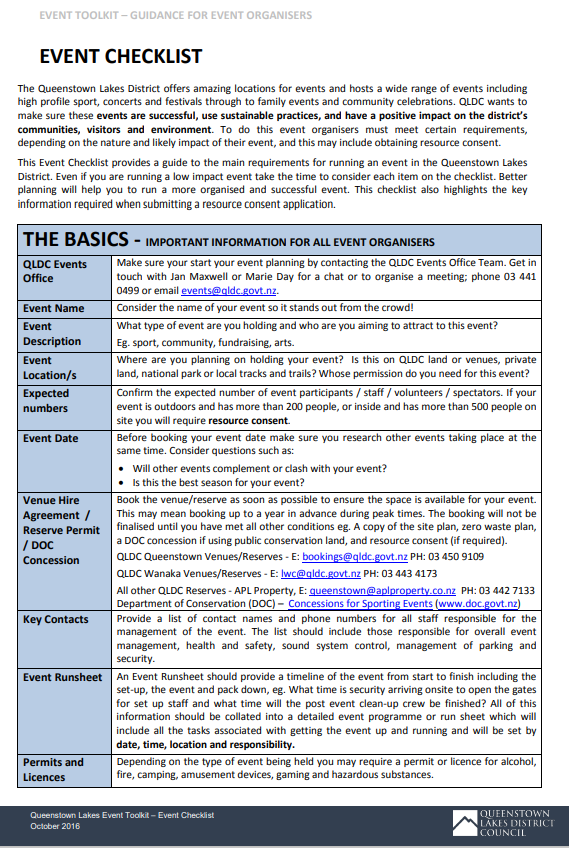 EVENT TOOLKIT – GUIDANCE FOR EVENT ORGANISERS
EVENT CHECKLIST
The Queenstown Lakes District offers amazing locations for events and hosts a wide range of events including
high profile sport, concerts and festivals through to family events and community celebrations. QLDC wants to
make sure these events are successful, use sustainable practices, and have a positive impact on the district's
communities, visitors and environment. To do this event organisers must meet certain requirements,
depending on the nature and likely impact of their event, and this may include obtaining resource consent.
This Event Checklist provides a guide to the main requirements for running an event in the Queenstown Lakes
District. Even if you are running a low impact event take the time to consider each item on the checklist. Better
planning will help you to run a more organised and successful event. This checklist also highlights the key
information required when submitting a resource consent application.
THE BASICS - IMPORTANT INFORMATION FOR ALL EVENT ORGANISERS
QLDC Events
Office
Make sure your start your event planning by contacting the QLDC Events Office Team. Get in
touch with Jan Maxwell or Marie Day for a chat or to organise a meeting; phone 03 441
0499 or email events@qldc.govt.nz.
Event Name
Consider the name of your event so it stands out from the crowd!
Event
Description
What type of event are you holding and who are you aiming to attract to this event?
Eg. sport, community, fundraising, arts.
Event
Location/s
Where are you planning on holding your event? Is this on QLDC land or venues, private
land, national park or local tracks and trails? Whose permission do you need for this event?
Expected
numbers
Confirm the expected number of event participants / staff / volunteers / spectators. If your
event is outdoors and has more than 200 people, or inside and has more than 500 people on
site you will require resource consent.
Event Date
Before booking your event date make sure you research other events taking place at the
same time. Consider questions such as:
• Will other events complement or clash with your event?
• Is this the best season for your event?
Venue Hire
Agreement /
Reserve Permit
/ DOC
Concession
Book the venue/reserve as soon as possible to ensure the space is available for your event.
This may mean booking up to a year in advance during peak times. The booking will not be
finalised until you have met all other conditions eg. A copy of the site plan, zero waste plan,
a DOC concession if using public conservation land, and resource consent (if required).
QLDC Queenstown Venues/Reserves - E: bookings@qldc.govt.nz PH: 03 450 9109
QLDC Wanaka Venues/Reserves – E: lwc@qldc.govt.nz PH: 03 443 4173
All other QLDC Reserves - APL Property, E: queenstown@aplproperty.co.nz PH: 03 442 7133
Department of Conservation (DOC) – Concessions for Sporting Events (www.doc.govt.nz)
Key Contacts
Provide a list of contact names and phone numbers for all staff responsible for the
management of the event. The list should include those responsible for overall event
management, health and safety, sound system control, management of parking and
security.
Event Runsheet
An Event Runsheet should provide a timeline of the event from start to finish including the
set-up, the event and pack down, eg. What time is security arriving onsite to open the gates
for set up staff and what time will the post event clean-up crew be finished? All of this
information should be collated into a detailed event programme or run sheet which will
include all the tasks associated with getting the event up and running and will be set by
date, time, location and responsibility.
Permits and
Licences
Depending on the type of event being held you may require a permit or licence for alcohol,
fire, camping, amusement devices, gaming and hazardous substances.
Queenstown Lakes Event Toolkit – Event Checklist
October 2016
QUEENSTOWN
LAKES DISTRICT
COUNCIL